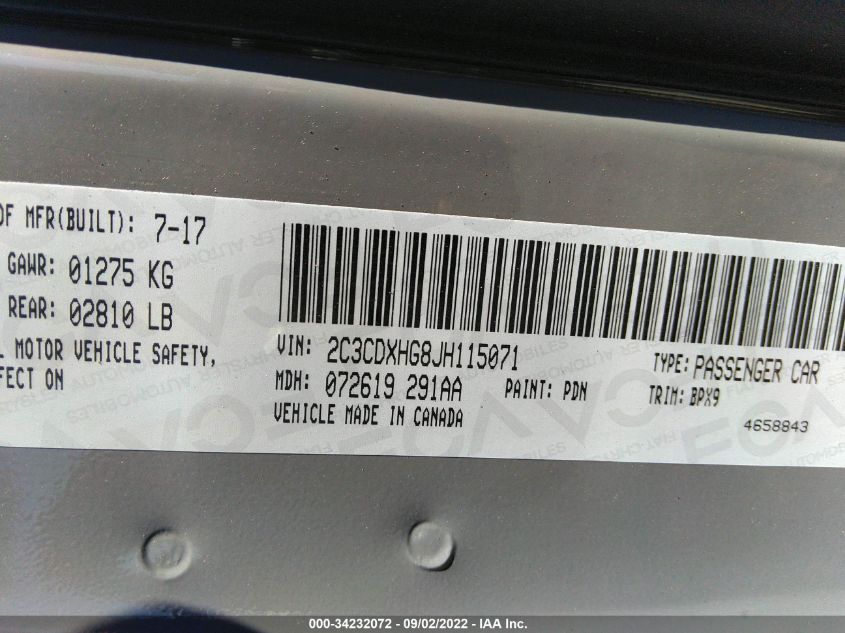 OF MFR(BUILT): 7-17
GAWR: 01275 KG
REAR: 02810 LB
MOTOR VEHICLE SAFETY,
FECT ON
VIN: 2C3CDXHG8JH115071
TYPE: PASSENGER CAR
MDH: 072619 291AA PAINT: PDN
TRIM: BPX9
VEHICLE MADE IN CANADA
4658843
000-34232072 - 09/02/2022 - IAA Inc.